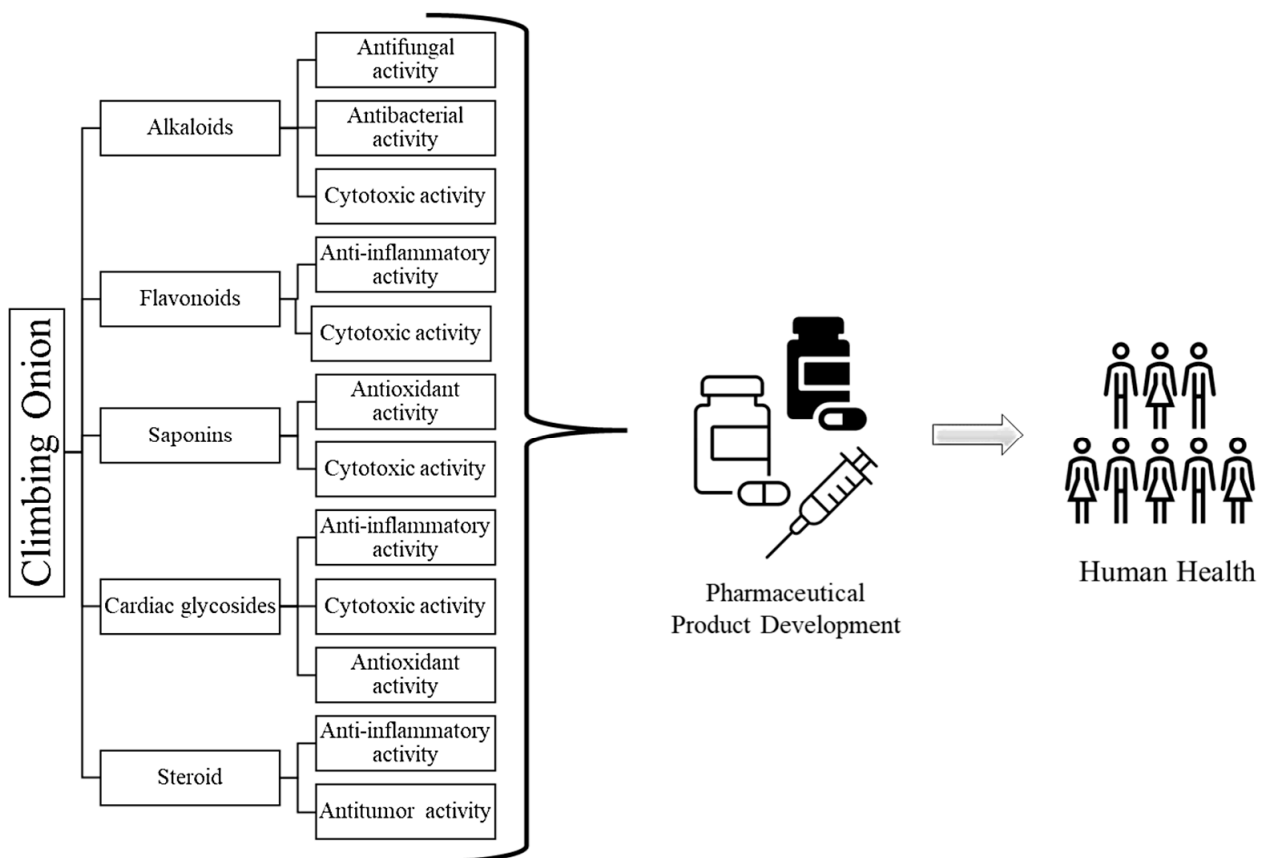 Climbing Onion
Alkaloids
Antifungal
activity
Antibacterial
activity
Cytotoxic activity
Flavonoids
Anti-inflammatory
activity
Cytotoxic activity
Saponins
Antioxidant
activity
Cytotoxic activity
Cardiac glycosides
Anti-inflammatory
activity
Cytotoxic activity
Antioxidant
activity
Steroid
Anti-inflammatory
activity
Antitumor activity
Pharmaceutical
Product Development
Human Health